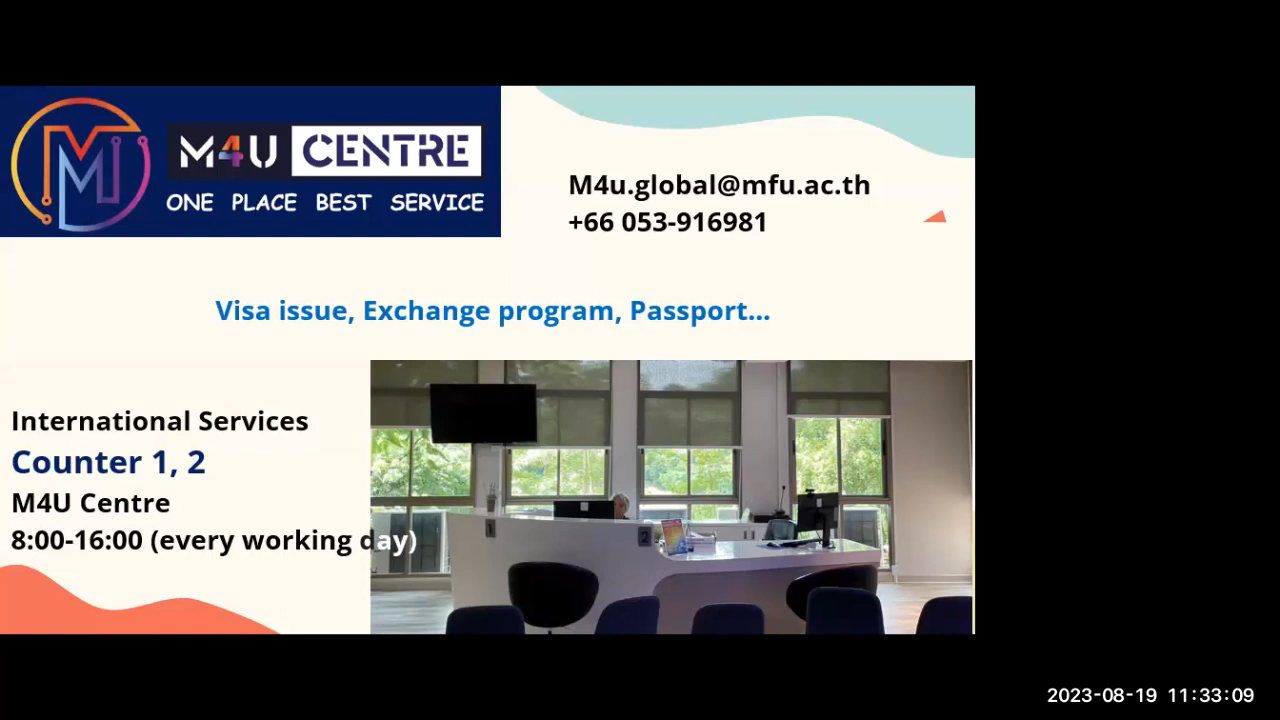 M4U CENTRE
ONE PLACE BEST SERVICE
M4u.global@mfu.ac.th
+66 053-916981
Visa issue, Exchange program, Passport...
International Services
Counter 1, 2
M4U Centre
8:00-16:00 (every working day)
1
2
2023-08-19 11:33:09